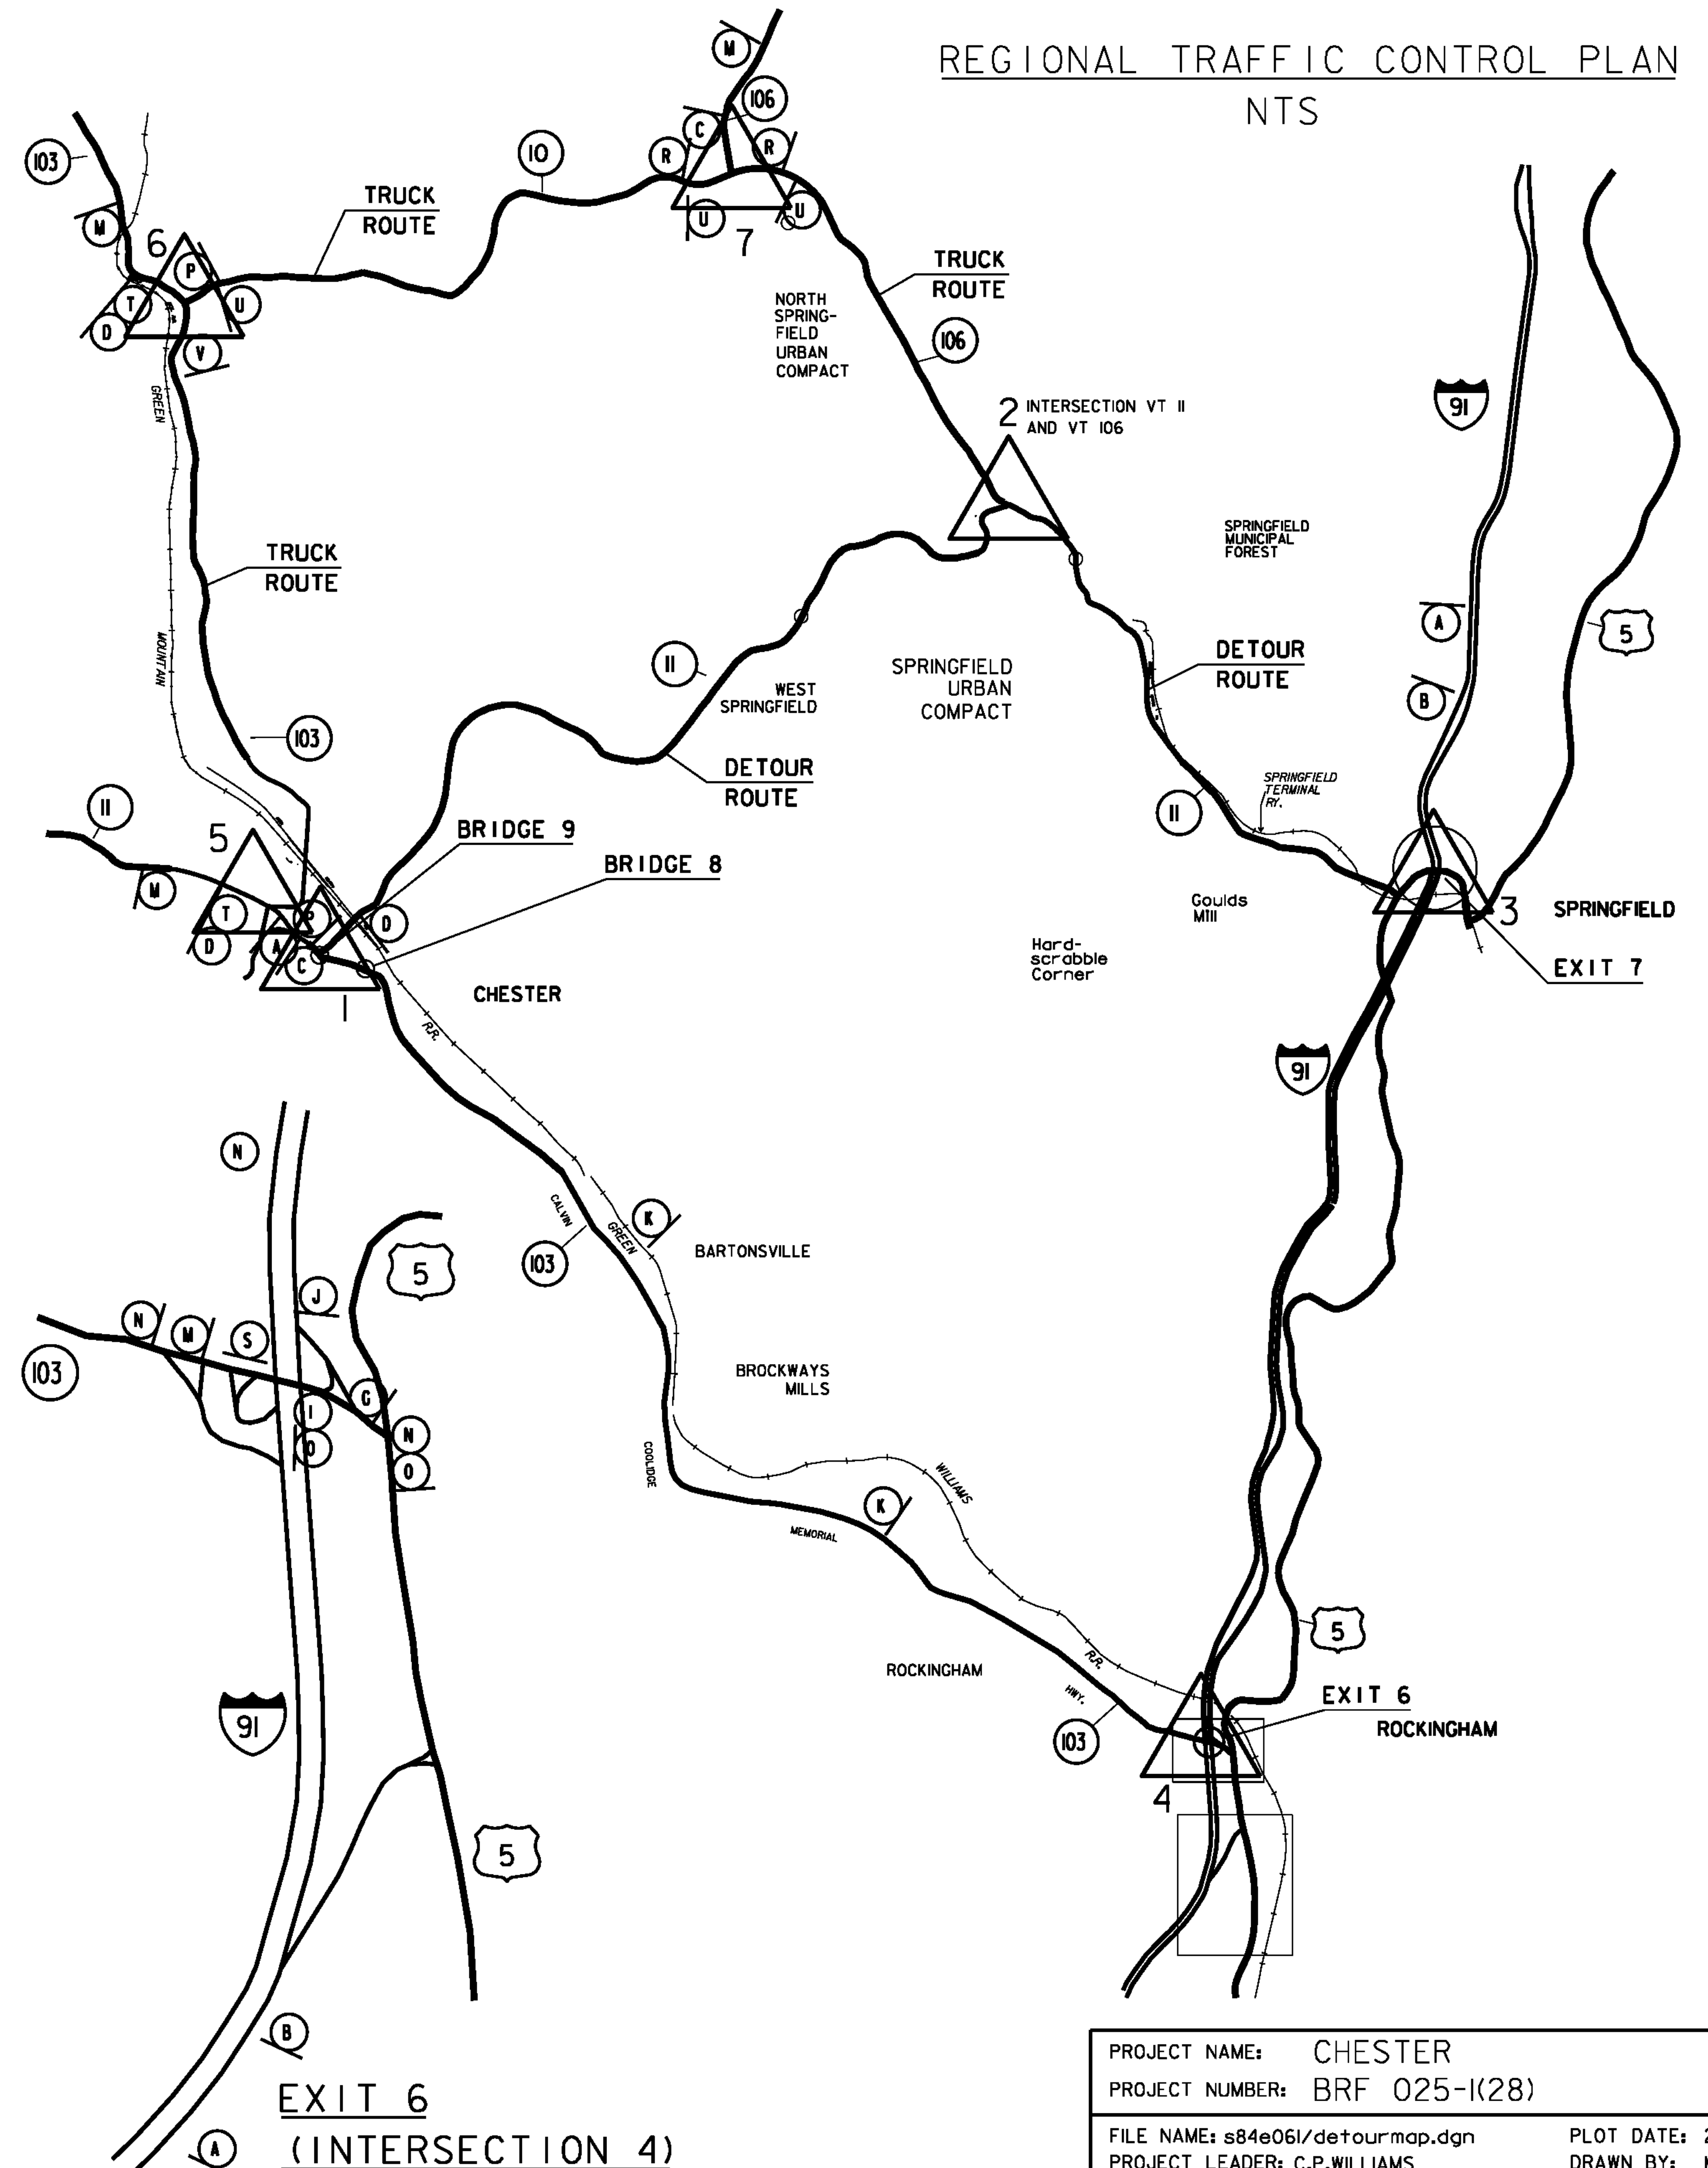 REGIONAL TRAFFIC CONTROL PLAN
NTS
M
106
C
R
R
U
U
7
103
10
TRUCK
ROUTE
M
6
P
T
U
D
V
TRUCK
ROUTE
106
NORTH
SPRING-
FIELD
URBAN
COMPACT
2 INTERSECTION VT 11
AND VT 106
91
GREEN
MOUNTAIN
TRUCK
ROUTE
SPRINGFIELD
MUNICIPAL
FOREST
A
5
B
11
WEST
SPRINGFIELD
SPRINGFIELD
URBAN
COMPACT
DETOUR
ROUTE
103
DETOUR
ROUTE
SPRINGFIELD
TERMINAL
RY.
11
11
5
BRIDGE 9
BRIDGE 8
M
T
P
D
D
A
C
1
CHESTER
R.R.
Goulds
Mill
Hard-
scrabble
Corner
3
SPRINGFIELD
EXIT 7
91
N
CALVIN
GREEN
K
103
BARTONSVILLE
5
J
N
M
S
103
G
I
O
N
O
BROCKWAYS
MILLS
COOLIDGE
WILLIAMS
K
MEMORIAL
R.R.
ROCKINGHAM
HWY.
5
EXIT 6
ROCKINGHAM
103
4
91
5
B
A
EXIT 6
(INTERSECTION 4)
PROJECT NAME: CHESTER
PROJECT NUMBER: BRF 025-1(28)
FILE NAME: s84e061/detourmap.dgn
PLOT DATE: 2
PROJECT LEADER: C.P.WILLIAMS
DRAWN BY: